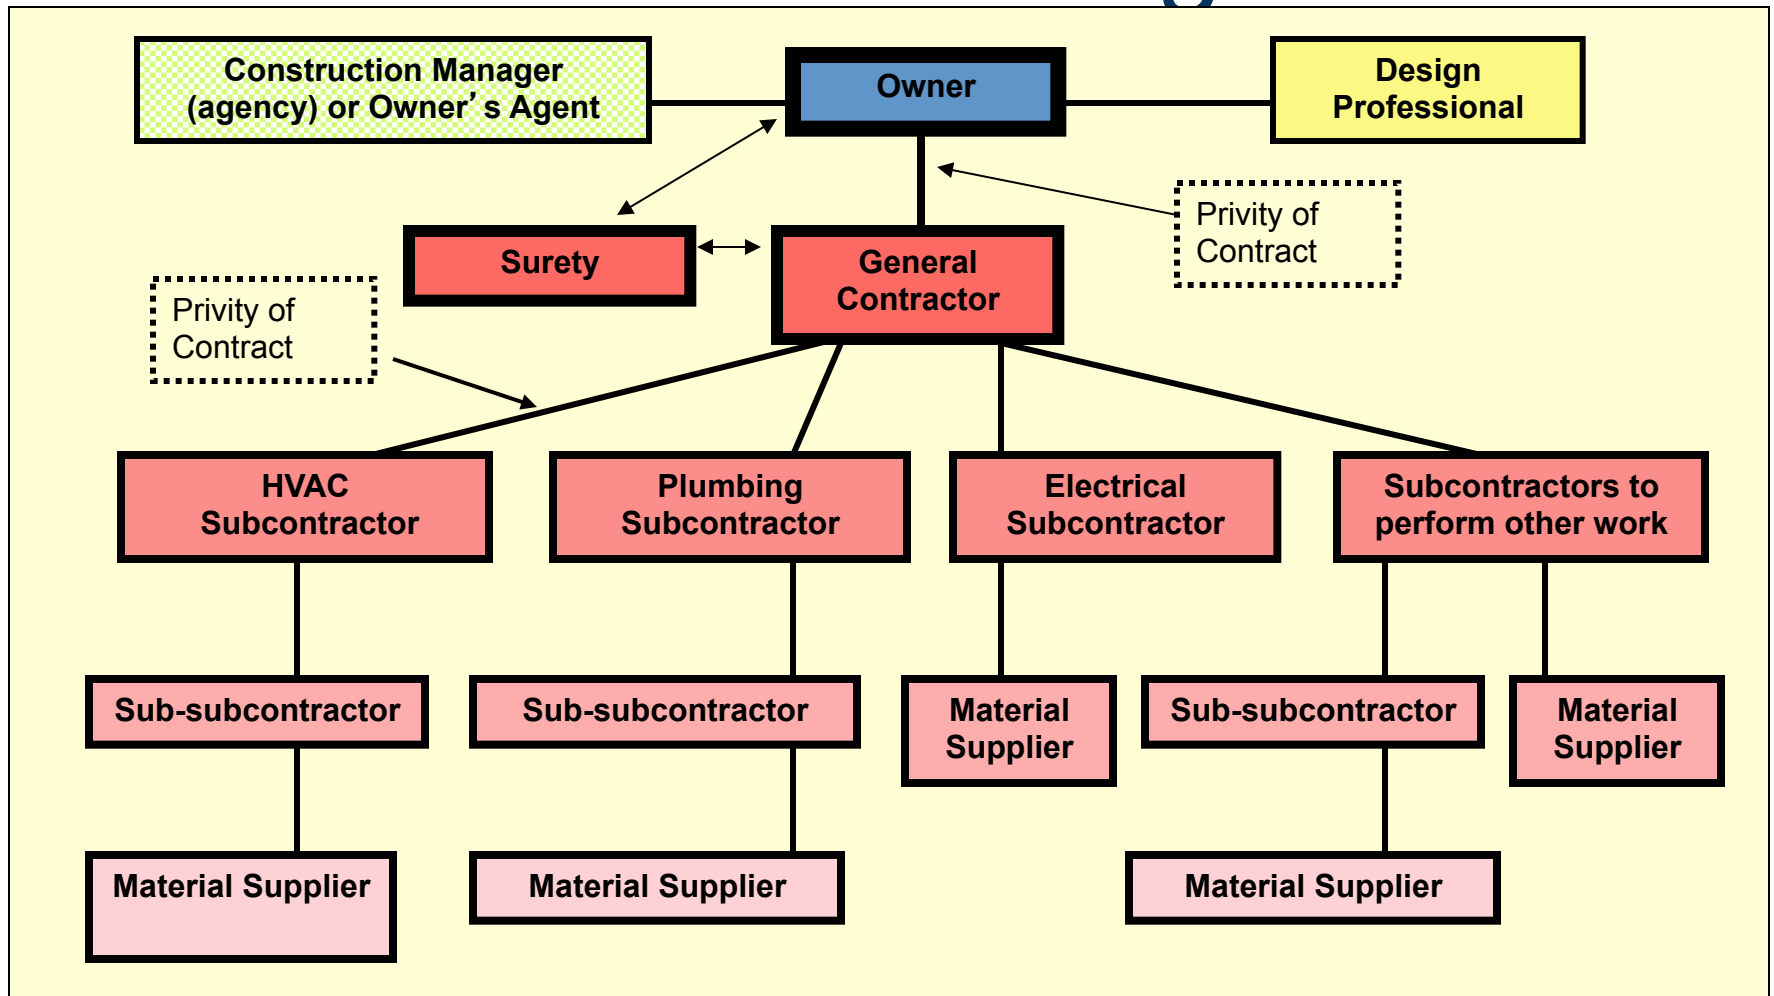 Construction Manager
(agency) or Owner’s Agent
Owner
Design
Professional
Privity of
Contract
Surety
General
Contractor
Privity of
Contract
HVAC
Subcontractor
Plumbing
Subcontractor
Electrical
Subcontractor
Subcontractors to
perform other work
Sub-subcontractor
Sub-subcontractor
Material
Supplier
Sub-subcontractor
Material
Supplier
Material Supplier
Material Supplier
Material Supplier